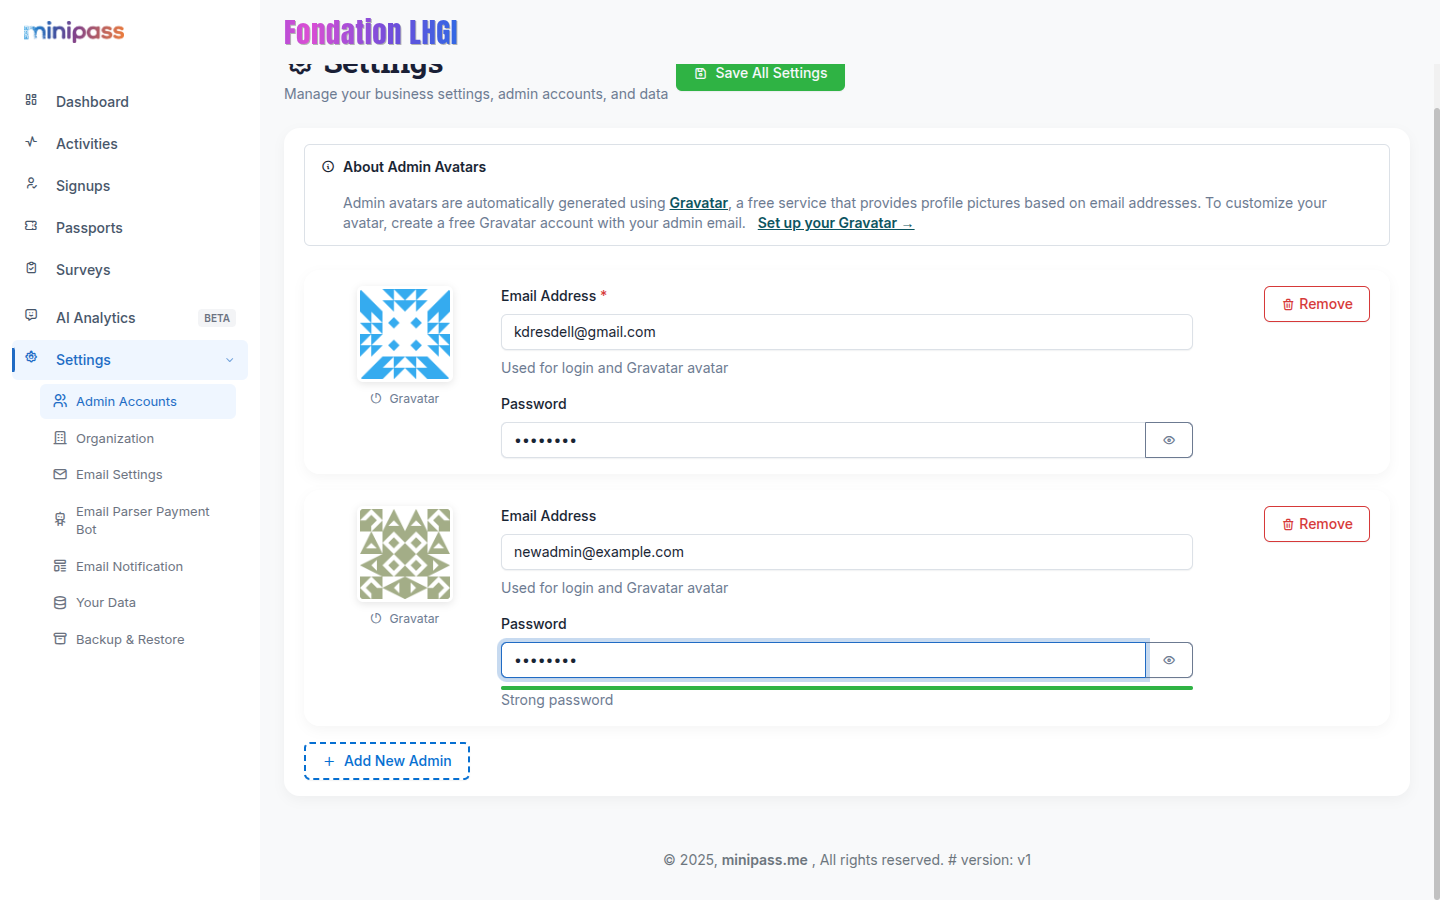 minipass
Dashboard
Activities
Signups
Passports
Surveys
AI Analytics BETA
Settings
Admin Accounts
Organization
Email Settings
Email Parser Payment
Bot
Email Notification
Your Data
Backup & Restore
Fondation LHGI
Settings
Save All Settings
Manage your business settings, admin accounts, and data
About Admin Avatars
Admin avatars are automatically generated using Gravatar, a free service that provides profile pictures based on email addresses. To customize your
avatar, create a free Gravatar account with your admin email. Set up your Gravatar →
Email Address *
Remove
kdresdell@gmail.com
Used for login and Gravatar avatar
Gravatar
Password
••••••••
Email Address
Remove
newadmin@example.com
Used for login and Gravatar avatar
Gravatar
Password
••••••••
Strong password
+ Add New Admin
© 2025, minipass.me , All rights reserved. # version: v1